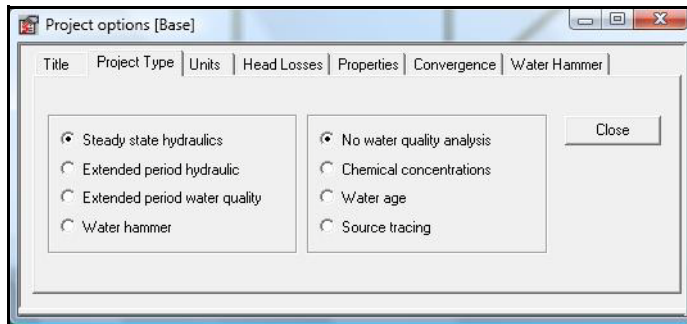 Project options [Base]
Title Project Type Units Head Losses Properties Convergence Water Hammer
Steady state hydraulics
Extended period hydraulic
Extended period water quality
Water hammer
No water quality analysis
Chemical concentrations
Water age
Source tracing
Close